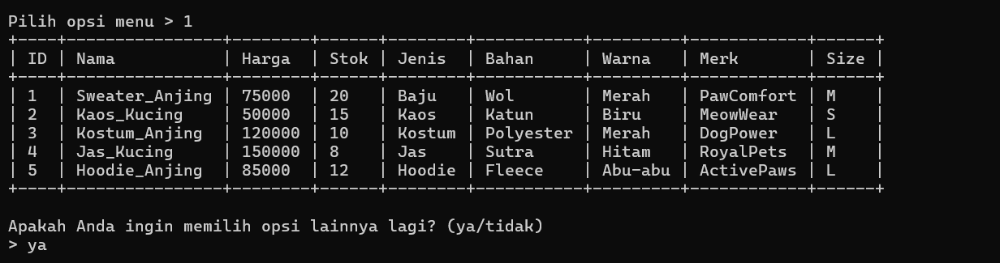 Pilih opsi menu > 1
+----+----------------+--------+------+--------+-----------+---------+------------+------+
| ID | Nama           | Harga  | Stok | Jenis  | Bahan     | Warna   | Merk       | Size |
+----+----------------+--------+------+--------+-----------+---------+------------+------+
| 1  | Sweater_Anjing | 75000  | 20   | Baju   | Wol       | Merah   | PawComfort | M    |
| 2  | Kaos_Kucing    | 50000  | 15   | Kaos   | Katun     | Biru    | MeowWear   | S    |
| 3  | Kostum_Anjing  | 120000 | 10   | Kostum | Polyester | Merah   | DogPower   | L    |
| 4  | Jas_Kucing     | 150000 | 8    | Jas    | Sutra     | Hitam   | RoyalPets  | M    |
| 5  | Hoodie_Anjing  | 85000  | 12   | Hoodie | Fleece    | Abu-abu | ActivePaws | L    |
+----+----------------+--------+------+--------+-----------+---------+------------+------+
Apakah Anda ingin memilih opsi lainnya lagi? (ya/tidak)
> ya